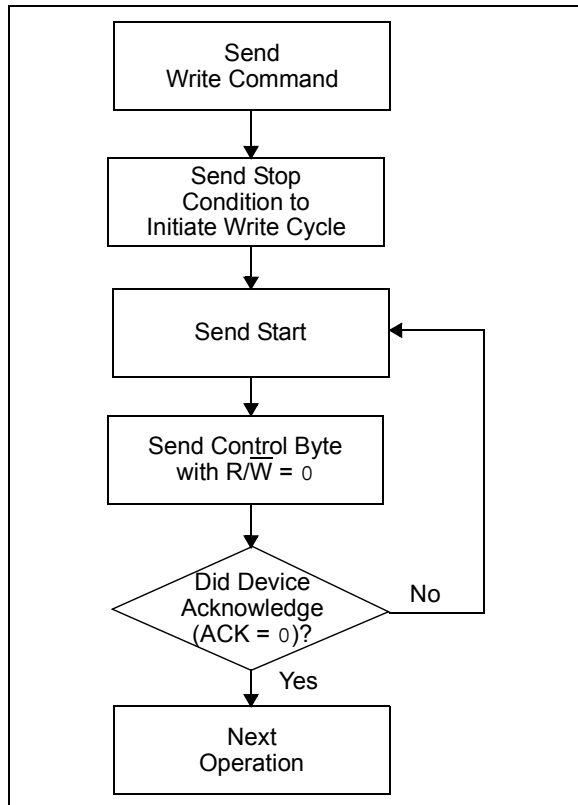 Send
Write Command
Send Stop
Condition to
Initiate Write Cycle
Send Start
Send Control Byte
with R/W̅ = 0
Did Device
Acknowledge
(ACK = 0)?
No
Yes
Next
Operation